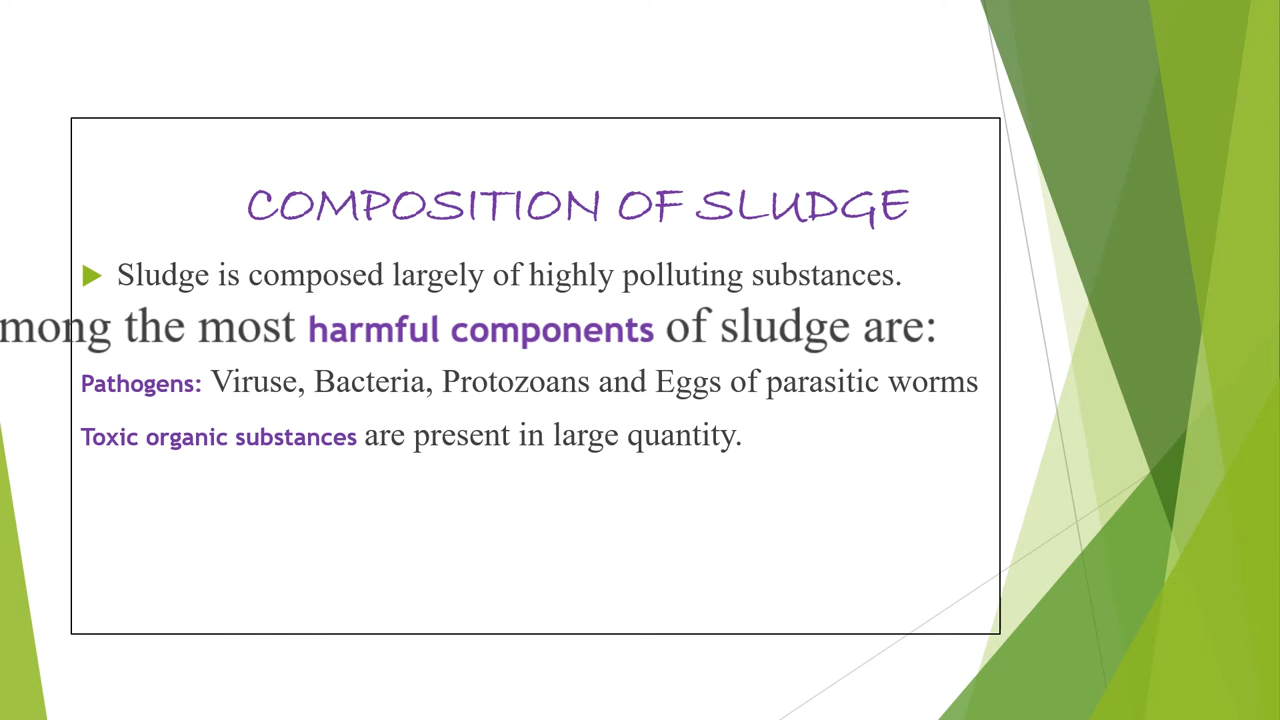 COMPOSITION OF SLUDGE
Sludge is composed largely of highly polluting substances.
mong the most harmful components of sludge are:
Pathogens: Viruse, Bacteria, Protozoans and Eggs of parasitic worms
Toxic organic substances are present in large quantity.